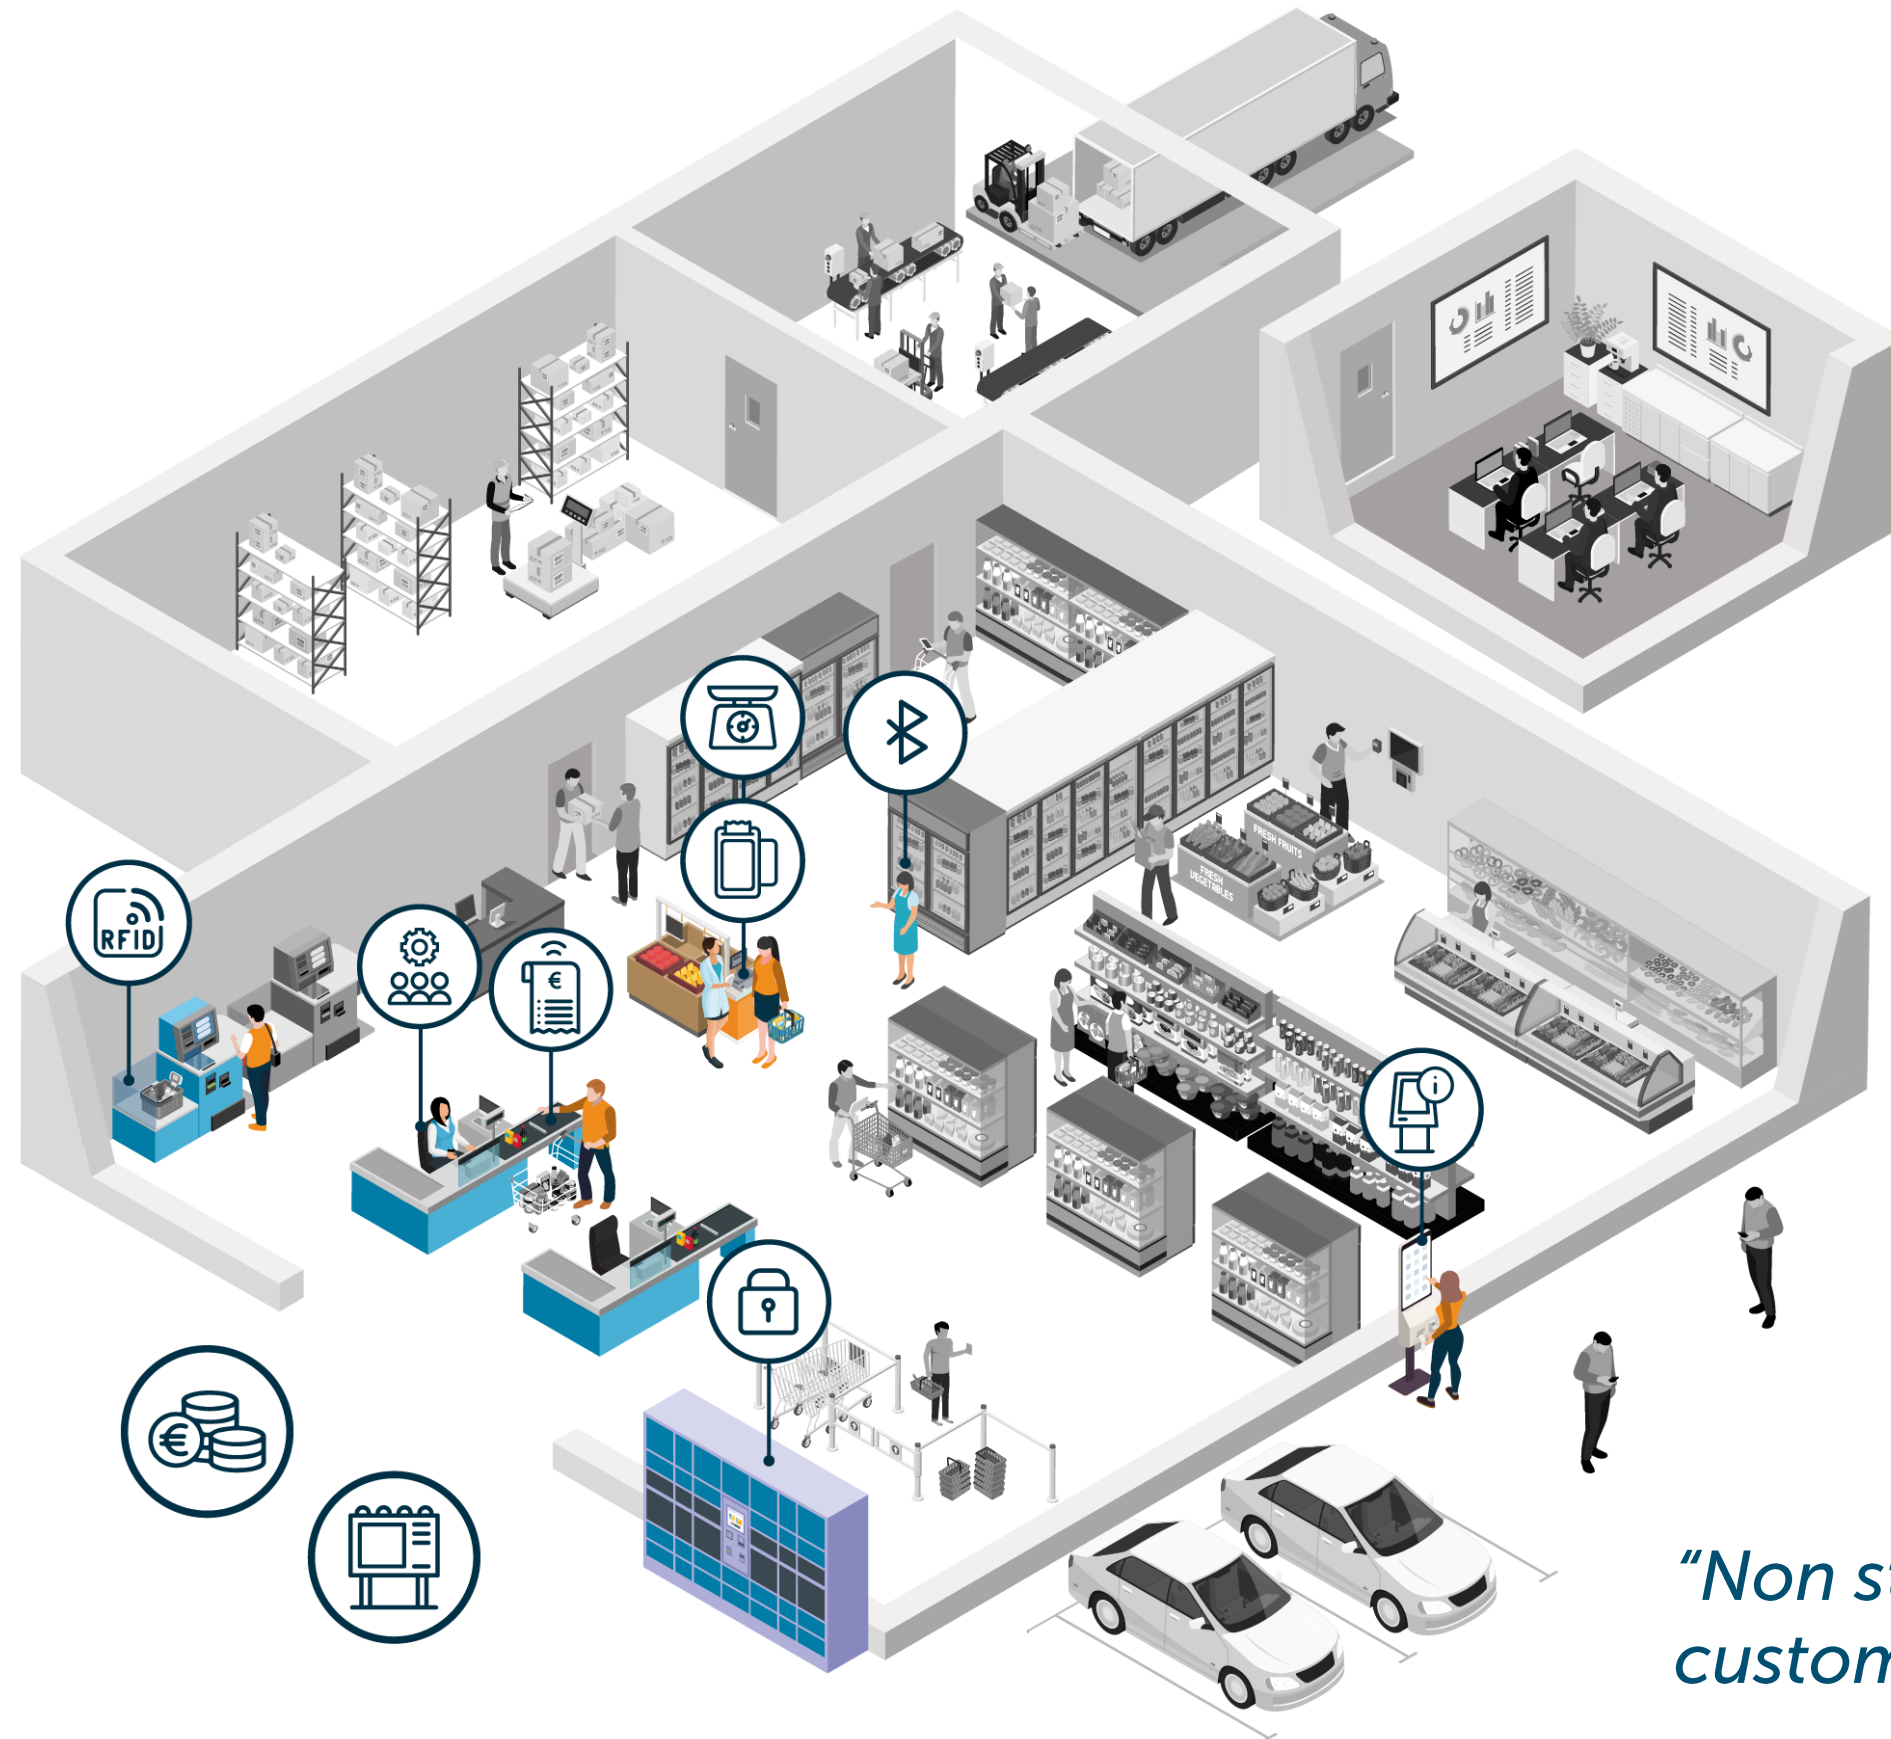 FRESH FRUITS
FRESH
VEGETABLES
RFID
€
i
€
“Non s
custom